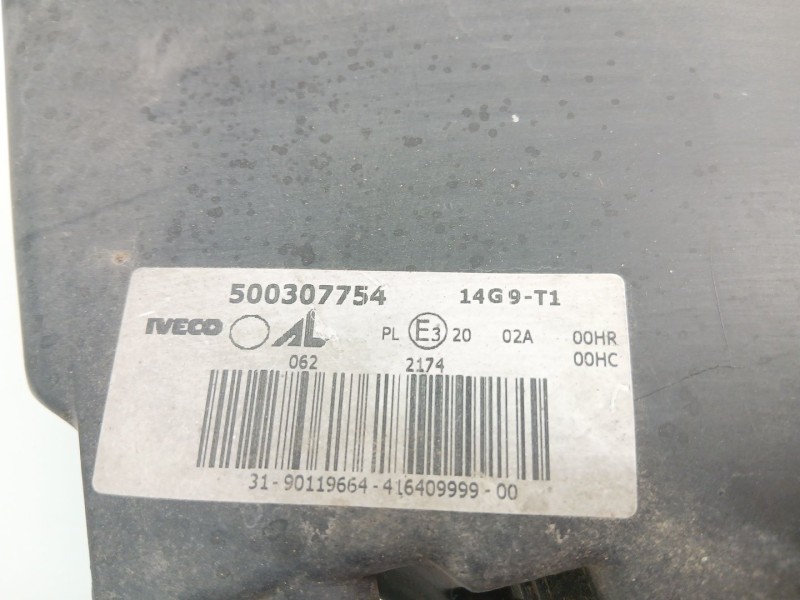 500307754 14G9-T1
IVECO AL PL E3 20 02A 00HR
062 2174 00HC
31-90119664-416409999-00